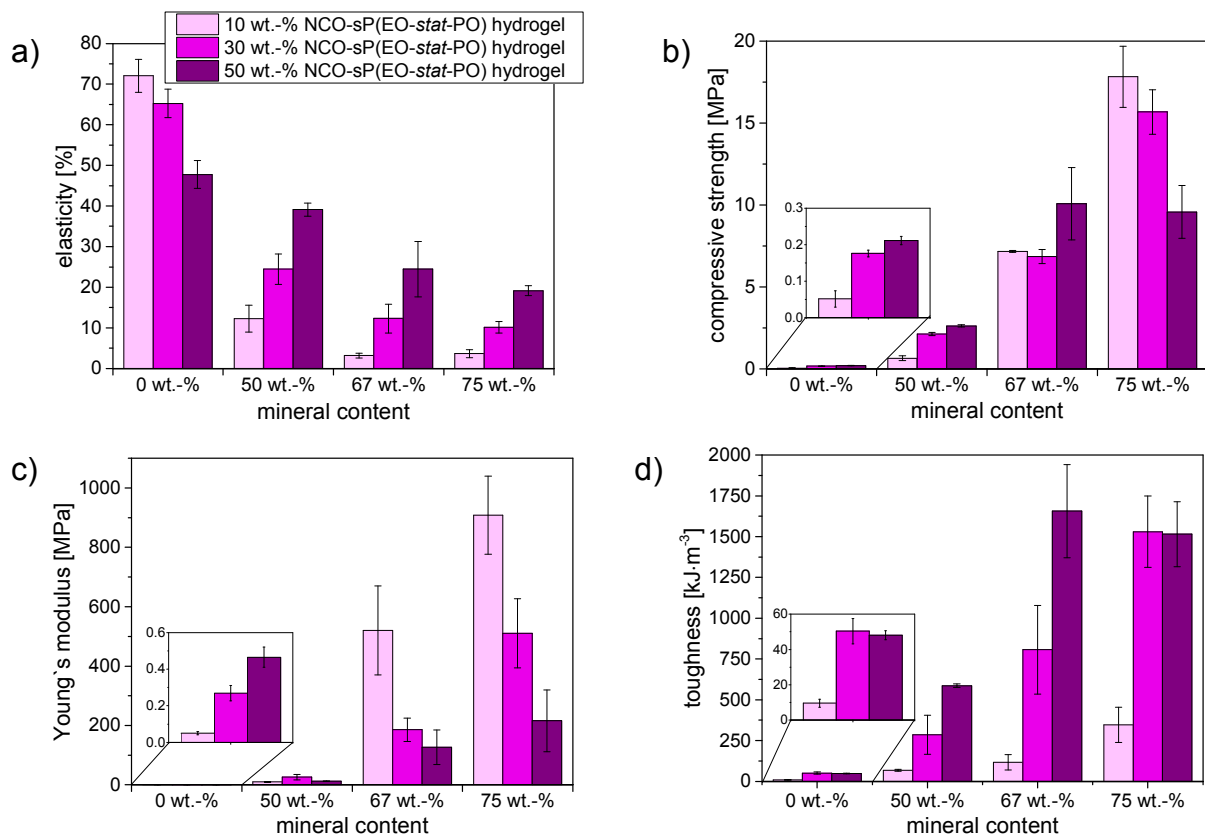 a)
10 wt.-% NCO-sP(EO-stat-PO) hydrogel
30 wt.-% NCO-sP(EO-stat-PO) hydrogel
50 wt.-% NCO-sP(EO-stat-PO) hydrogel
80
70
60
50
40
30
20
10
0
elasticity [%]
0 wt.-% 50 wt.-% 67 wt.-% 75 wt.-%
mineral content
b)
20
15
10
5
0
compressive strength [MPa]
0.3
0.2
0.1
0.0
0 wt.-% 50 wt.-% 67 wt.-% 75 wt.-%
mineral content
c)
1000
800
600
400
200
0
Young`s modulus [MPa]
0.6
0.4
0.2
0.0
0 wt.-% 50 wt.-% 67 wt.-% 75 wt.-%
mineral content
d)
2000
1750
1500
1250
1000
750
500
250
0
toughness [kJ·m-3]
60
40
20
0
0 wt.-% 50 wt.-% 67 wt.-% 75 wt.-%
mineral content